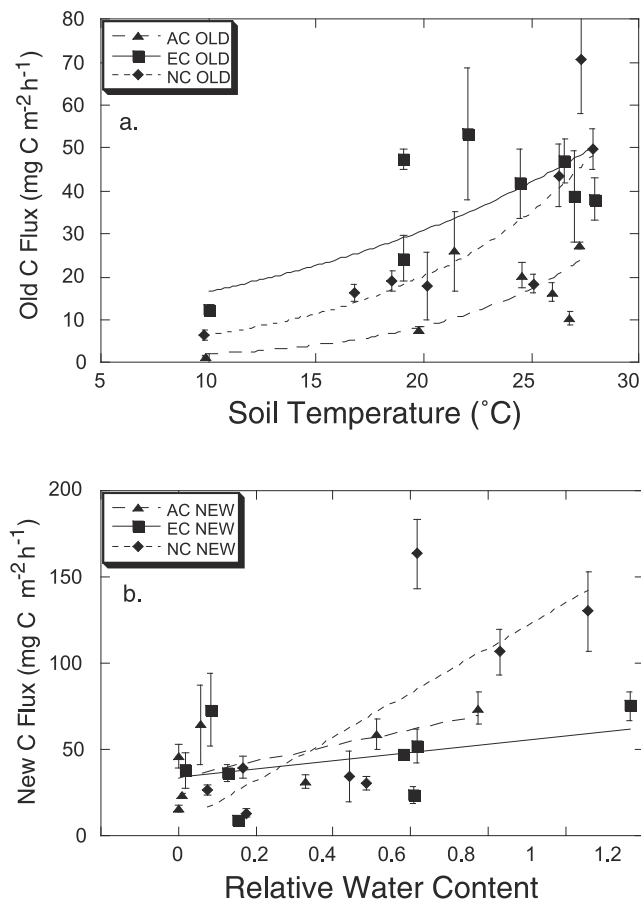 80
70
60
50
40
30
20
10
0
Old C Flux (mg C m⁻²h⁻¹)
AC OLD
EC OLD
NC OLD
a.
5 10 15 20 25 30
Soil Temperature (˚C)
200
150
100
50
0
New C Flux (mg C m⁻²h⁻¹)
AC NEW
EC NEW
NC NEW
b.
0 0.2 0.4 0.6 0.8 1 1.2
Relative Water Content